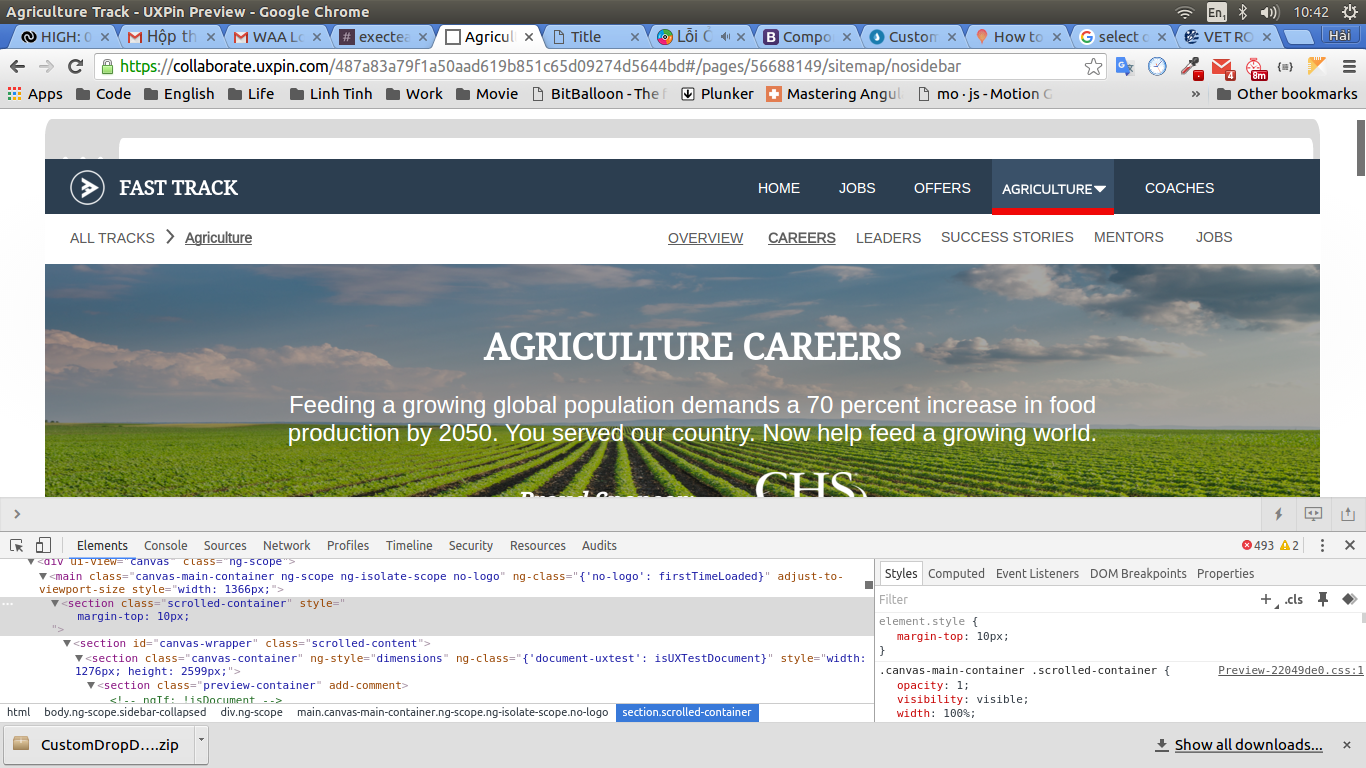 Agriculture Track - UXPin Preview - Google Chrome
En1 10:42
HIGH: 0 Hộp th WAA Lo exectea Agricul Title Lỗi C Compo Custom How to select o VET RO Hải
https://collaborate.uxpin.com/487a83a79f1a50aad619b851c65d09274d5644bd#/pages/56688149/sitemap/nosidebar
4 8m
Apps Code English Life Linh Tinh Work Movie BitBalloon - The f Plunker Mastering Angu mo · js - Motion G » Other bookmarks
FAST TRACK HOME JOBS OFFERS AGRICULTURE COACHES
ALL TRACKS Agriculture OVERVIEW CAREERS LEADERS SUCCESS STORIES MENTORS JOBS
AGRICULTURE CAREERS
Feeding a growing global population demands a 70 percent increase in food
production by 2050. You served our country. Now help feed a growing world.
Proud Sponsor CHS
Elements Console Sources Network Profiles Timeline Security Resources Audits 493 2
<div ui-view="canvas" class="ng-scope">
<main class="canvas-main-container ng-scope ng-isolate-scope no-logo" ng-class="{'no-logo': firstTimeLoaded}" adjust-to-
viewport-size style="width: 1366px;">
<section class="scrolled-container" style="
margin-top: 10px;
">
<section id="canvas-wrapper" class="scrolled-content">
<section class="canvas-container" ng-style="dimensions" ng-class="{'document-uxtest': isUXTestDocument}" style="width:
1276px; height: 2599px;">
<section class="preview-container" add-comment>
<!-- ngIf: !isDocument -->
html body.ng-scope.sidebar-collapsed div.ng-scope main.canvas-main-container.ng-scope.ng-isolate-scope.no-logo section.scrolled-container
Styles Computed Event Listeners DOM Breakpoints Properties
Filter + .cls
element.style {
margin-top: 10px;
}
.canvas-main-container .scrolled-container { Preview-22049de0.css:1
opacity: 1;
visibility: visible;
width: 100%;
CustomDropD….zip Show all downloads...